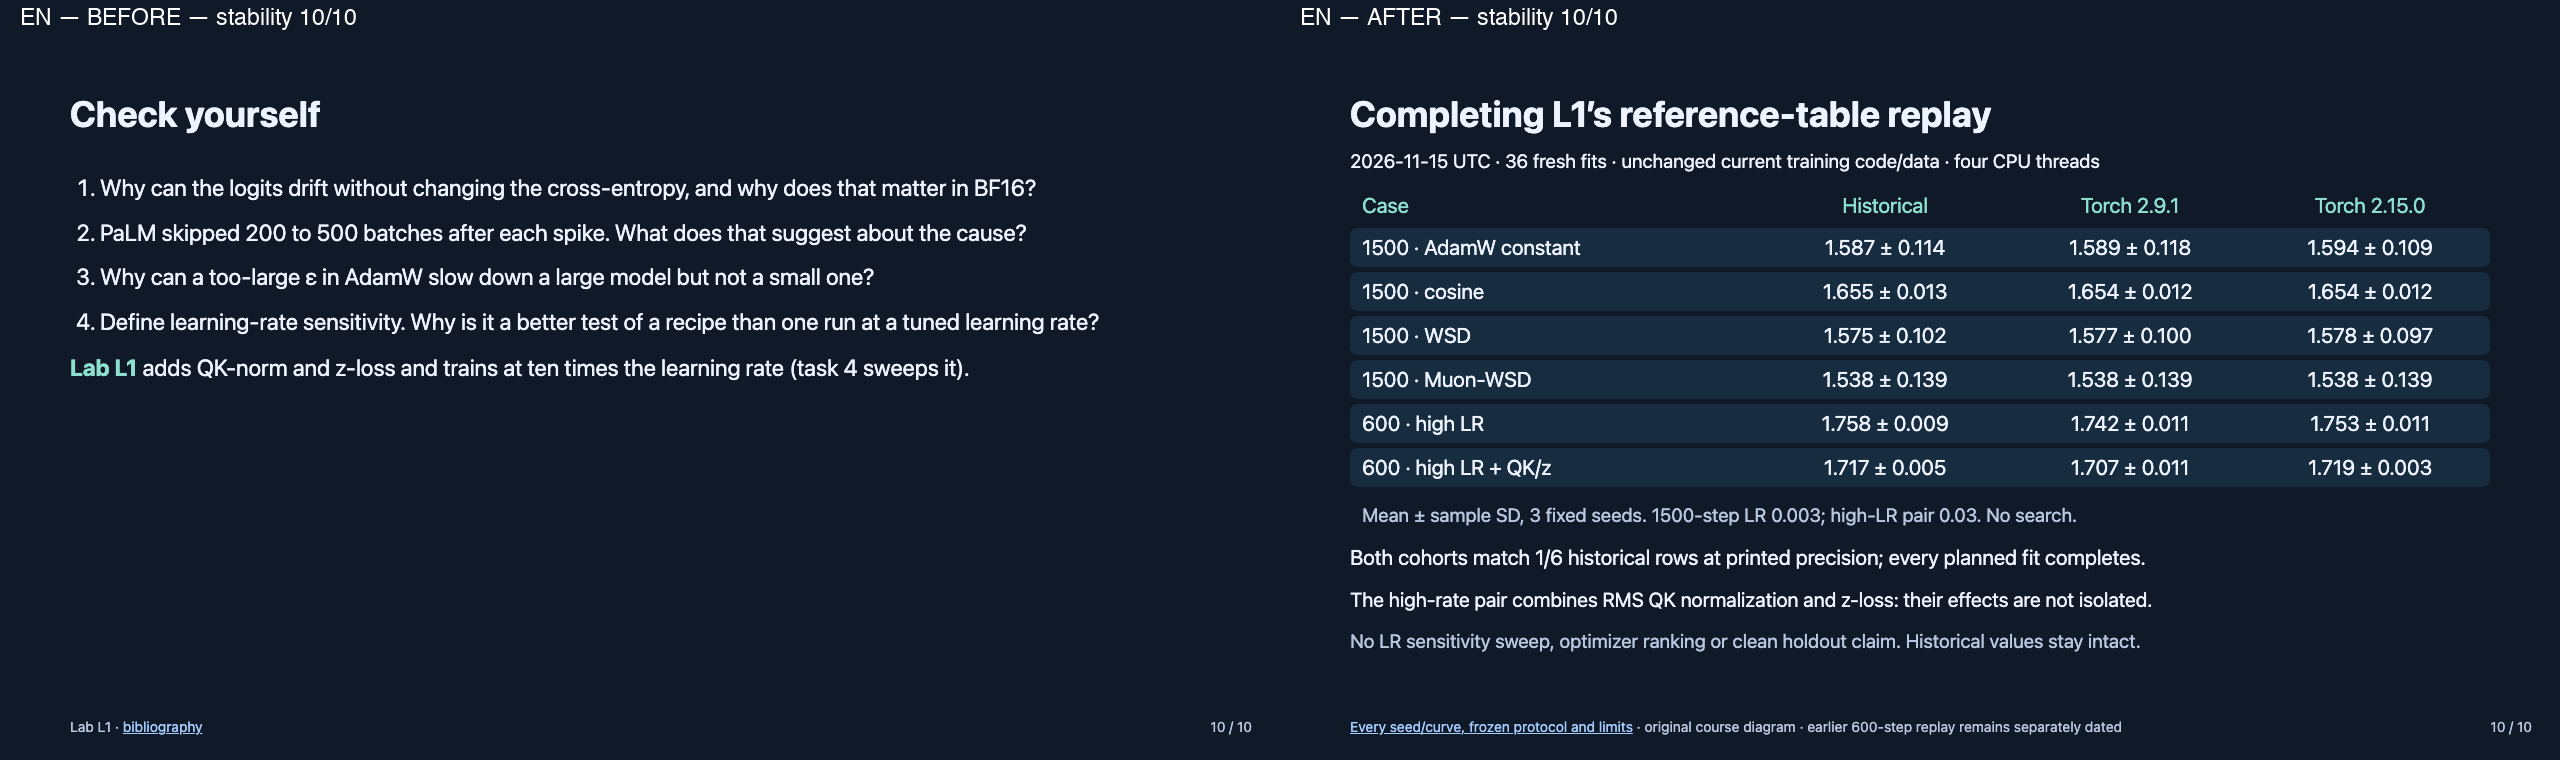 EN — BEFORE — stability 10/10
Check yourself
1. Why can the logits drift without changing the cross-entropy, and why does that matter in BF16?
2. PaLM skipped 200 to 500 batches after each spike. What does that suggest about the cause?
3. Why can a too-large ε in AdamW slow down a large model but not a small one?
4. Define learning-rate sensitivity. Why is it a better test of a recipe than one run at a tuned learning rate?
Lab L1 adds QK-norm and z-loss and trains at ten times the learning rate (task 4 sweeps it).
Lab L1 · bibliography
10 / 10
EN — AFTER — stability 10/10
Completing L1’s reference-table replay
2026-11-15 UTC · 36 fresh fits · unchanged current training code/data · four CPU threads
Case Historical Torch 2.9.1 Torch 2.15.0
1500 · AdamW constant 1.587 ± 0.114 1.589 ± 0.118 1.594 ± 0.109
1500 · cosine 1.655 ± 0.013 1.654 ± 0.012 1.654 ± 0.012
1500 · WSD 1.575 ± 0.102 1.577 ± 0.100 1.578 ± 0.097
1500 · Muon-WSD 1.538 ± 0.139 1.538 ± 0.139 1.538 ± 0.139
600 · high LR 1.758 ± 0.009 1.742 ± 0.011 1.753 ± 0.011
600 · high LR + QK/z 1.717 ± 0.005 1.707 ± 0.011 1.719 ± 0.003
Mean ± sample SD, 3 fixed seeds. 1500-step LR 0.003; high-LR pair 0.03. No search.
Both cohorts match 1/6 historical rows at printed precision; every planned fit completes.
The high-rate pair combines RMS QK normalization and z-loss: their effects are not isolated.
No LR sensitivity sweep, optimizer ranking or clean holdout claim. Historical values stay intact.
Every seed/curve, frozen protocol and limits · original course diagram · earlier 600-step replay remains separately dated
10 / 10